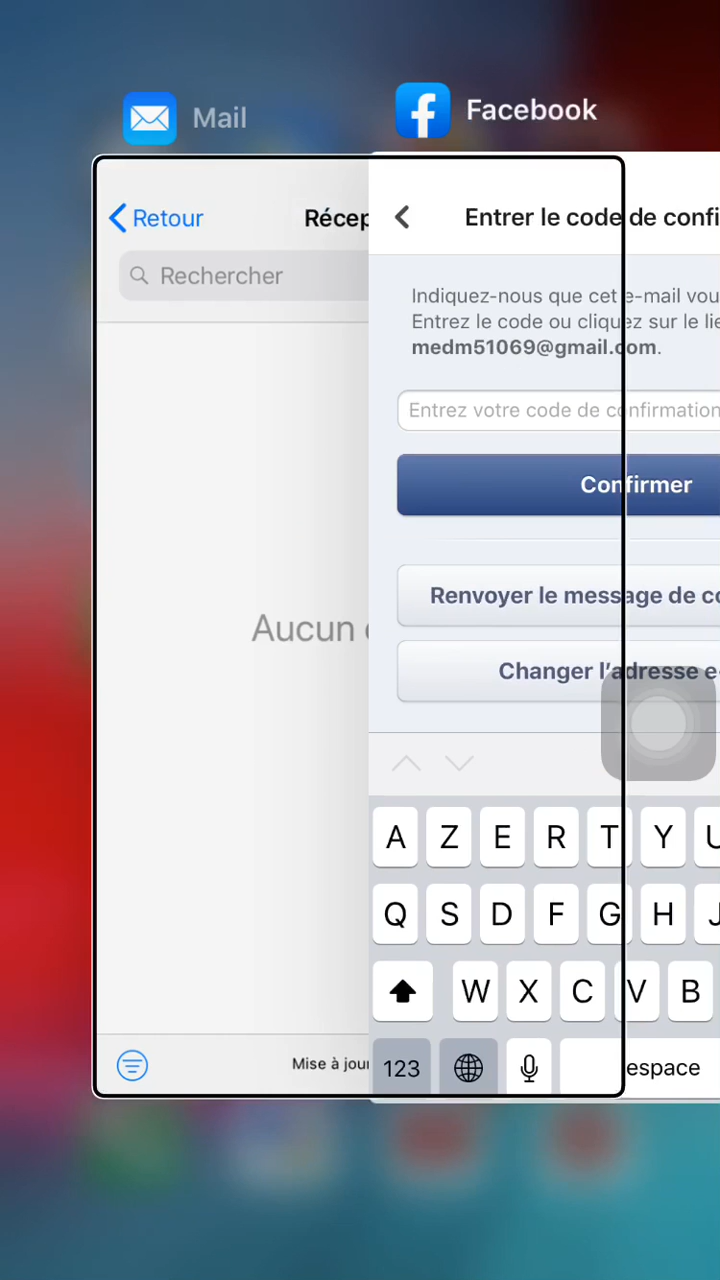 Mail
Facebook
Retour
Récep
Rechercher
Aucun
Mise à jour
Entrer le code de confi
Indiquez-nous que cet e-mail vou
Entrez le code ou cliquez sur le lie
medm51069@gmail.com.
Entrez votre code de confirmation
Confirmer
Renvoyer le message de co
Changer l'adresse e-
A Z E R T Y U
Q S D F G H J
W X C V B
123 espace